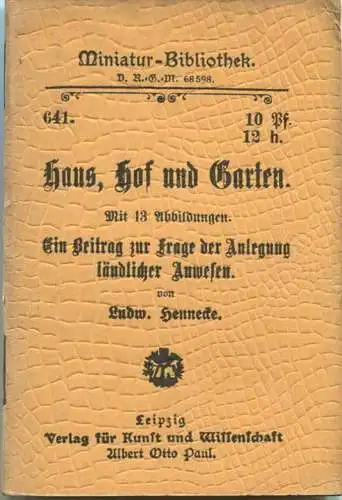 Miniatur-Bibliothek.
D. R.-G.-M. 68598.
641.
10 Pf.
12 h.
Haus, Hof und Garten.
Mit 13 Abbildungen.
Ein Beitrag zur Frage der Anlegung
ländlicher Anwesen.
von
Ludw. Hennecke.
Leipzig
Verlag für Kunst und Wissenschaft
Albert Otto Paul.